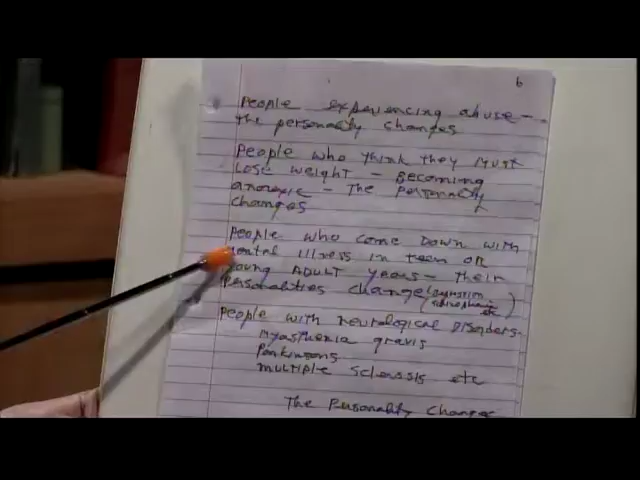 6
People experiencing abuse -
the personality changes
People who think they must
lose weight - Becoming
anorexic - The personality
changes
People who come Down with
mental illness in teen or
young ADULT years - their
personalities change (
)
People with neurological Disorders-
myasthenia gravis
Parkinsons
multiple sclerosis etc
The Personality Changes